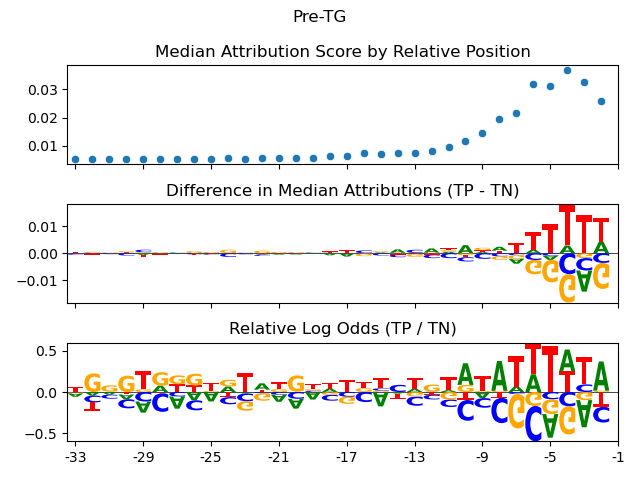 Pre-TG
Median Attribution Score by Relative Position
0.03
0.02
0.01
Difference in Median Attributions (TP - TN)
0.01
0.00
−0.01
Relative Log Odds (TP / TN)
0.5
0.0
−0.5
-33 -29 -25 -21 -17 -13 -9 -5 -1